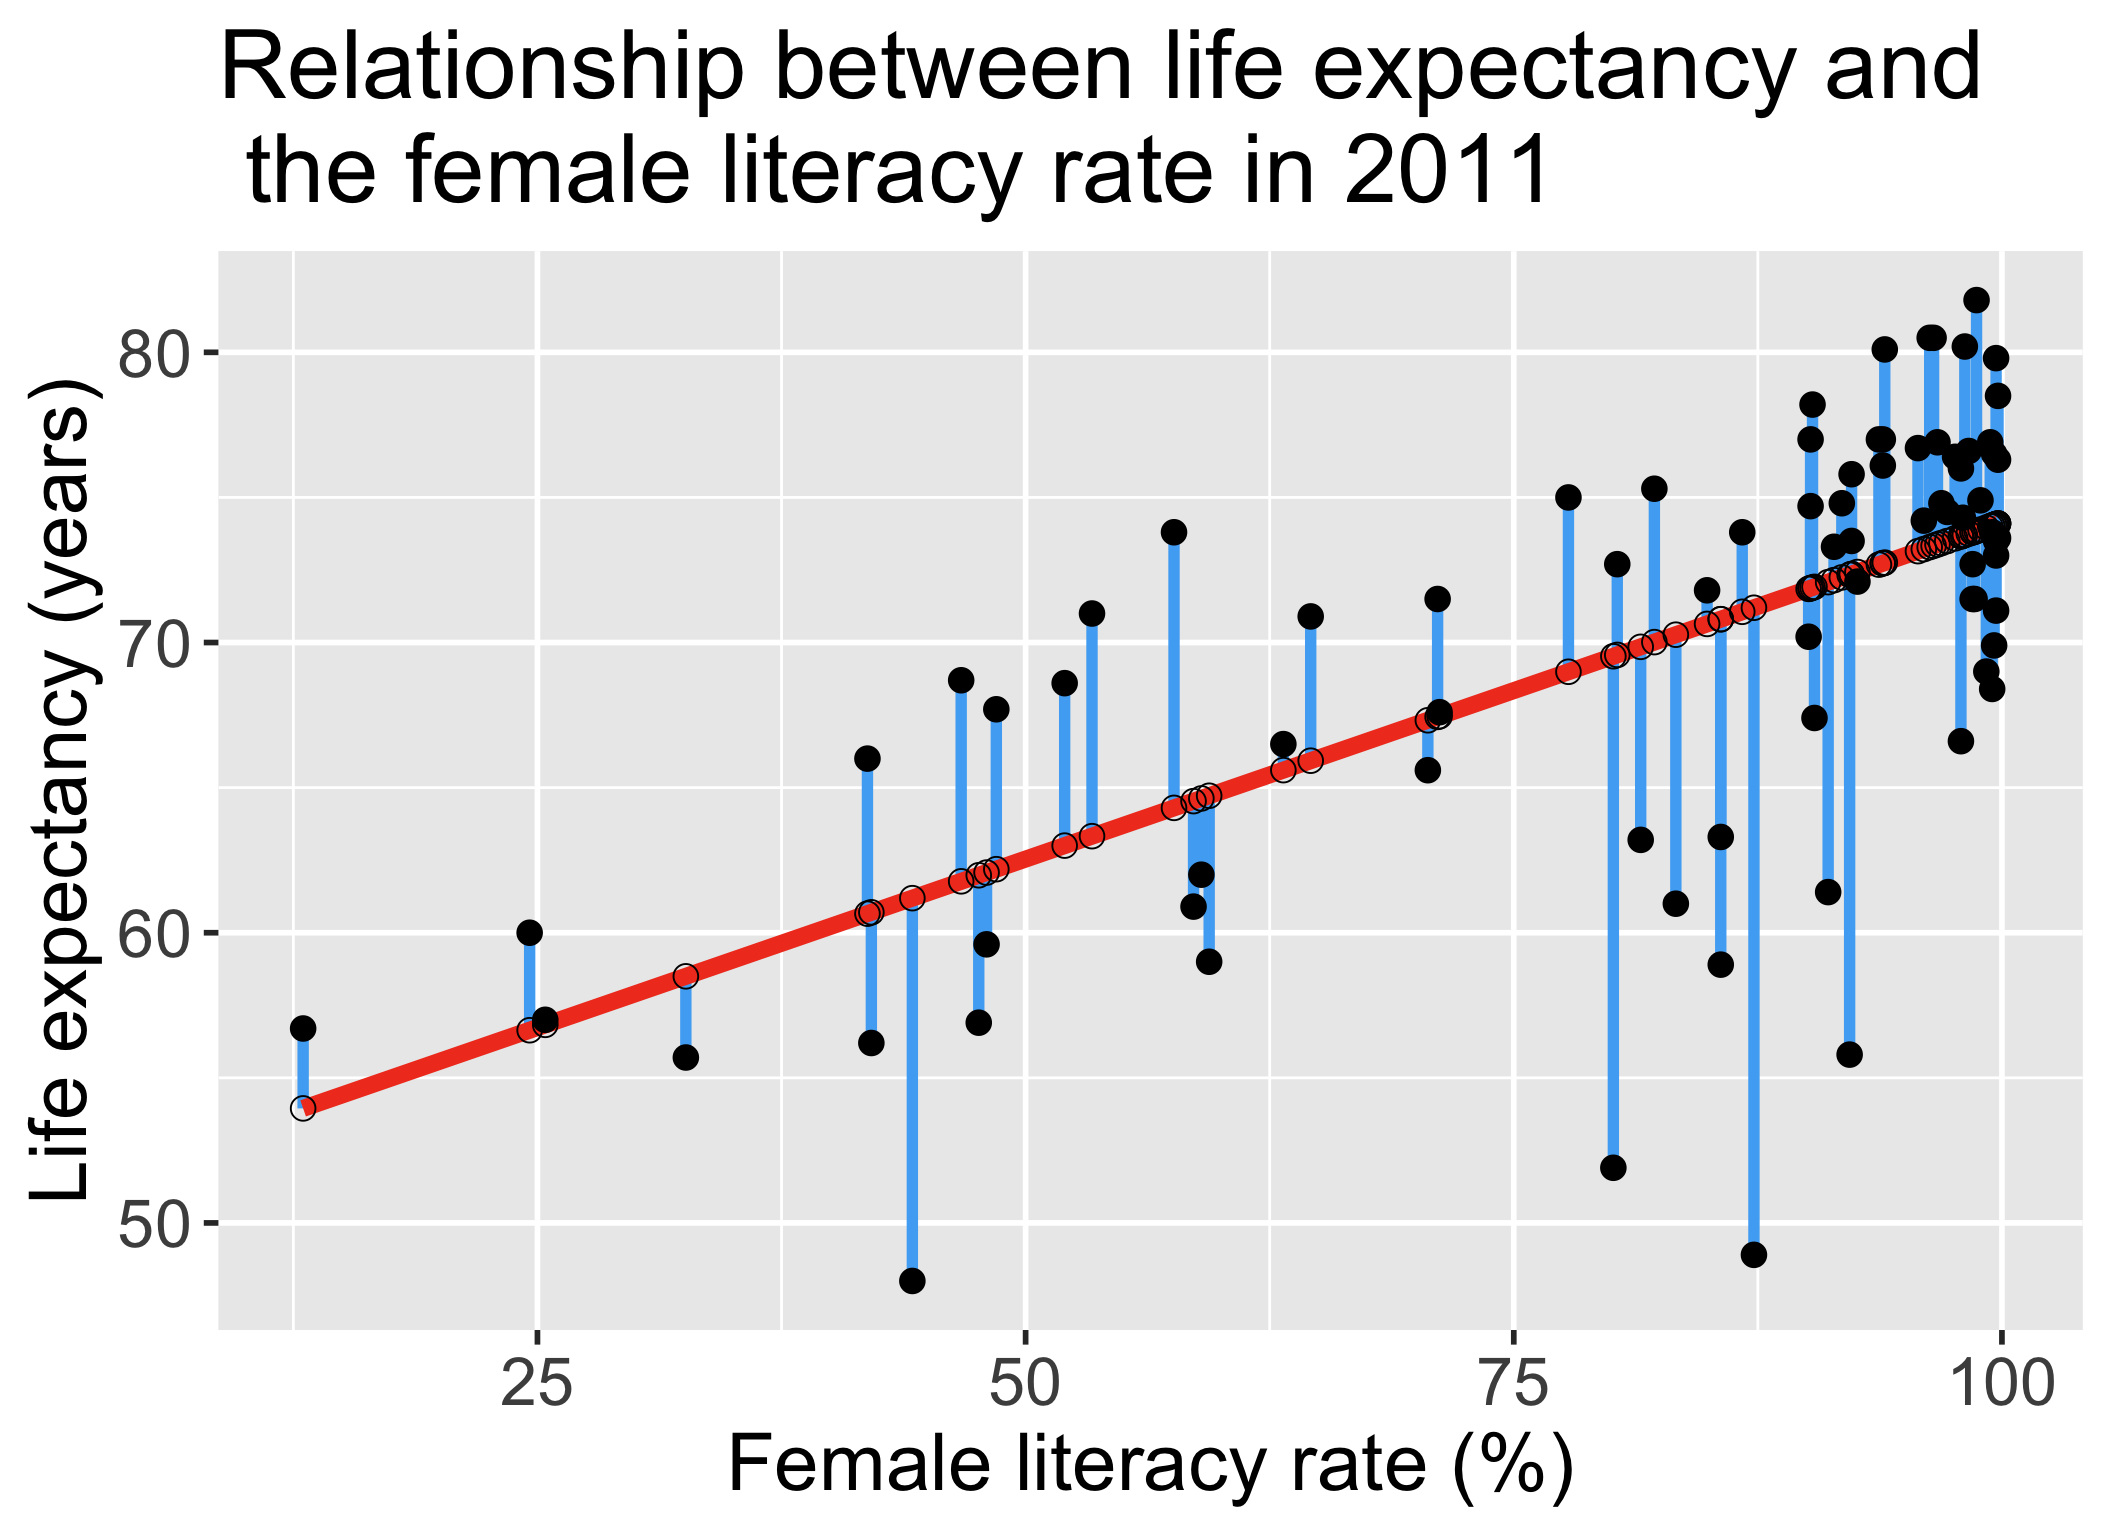 Relationship between life expectancy and
the female literacy rate in 2011
Life expectancy (years)
80
70
60
50
25
50
75
100
Female literacy rate (%)